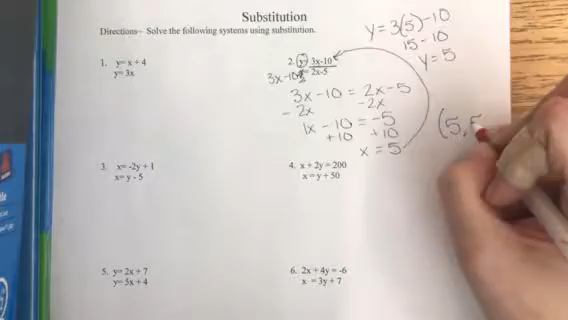 Substitution
Directions– Solve the following systems using substitution.
1. y= x + 4
y= 3x
2. y= 3x-10
y= 2x-5
3x-10
3x - 10 = 2x - 5
- 2x - 2x
1x - 10 = -5
+ 10 + 10
x = 5
y = 3(5) - 10
15 - 10
y = 5
(5,5
3. x= -2y + 1
x= y - 5
4. x + 2y = 200
x = y + 50
5. y= 2x + 7
y= 5x + 4
6. 2x + 4y = -6
x = 3y + 7